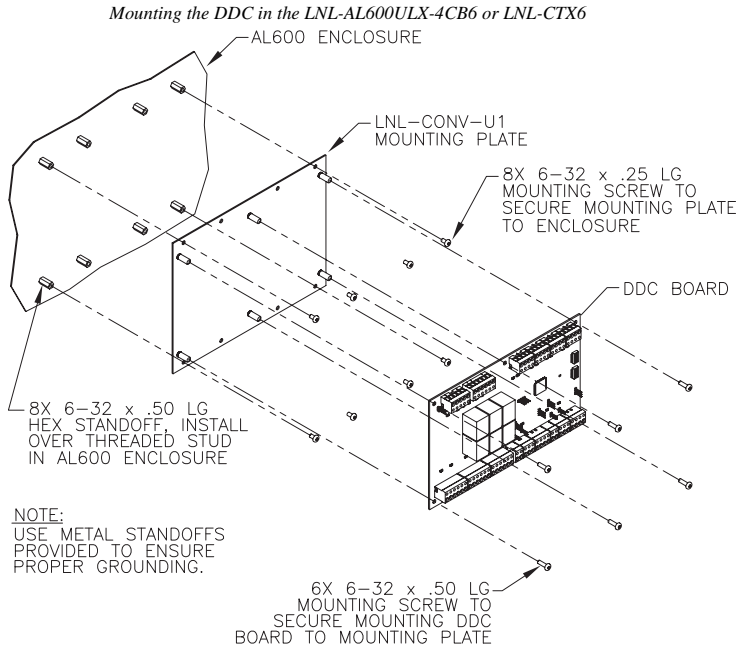 Mounting the DDC in the LNL-AL600ULX-4CB6 or LNL-CTX6
AL600 ENCLOSURE
LNL-CONV-U1
MOUNTING PLATE
8X 6-32 x .25 LG
MOUNTING SCREW TO
SECURE MOUNTING PLATE
TO ENCLOSURE
DDC BOARD
8X 6-32 x .50 LG
HEX STANDOFF, INSTALL
OVER THREADED STUD
IN AL600 ENCLOSURE
NOTE:
USE METAL STANDOFFS
PROVIDED TO ENSURE
PROPER GROUNDING.
6X 6-32 x .50 LG
MOUNTING SCREW TO
SECURE MOUNTING DDC
BOARD TO MOUNTING PLATE